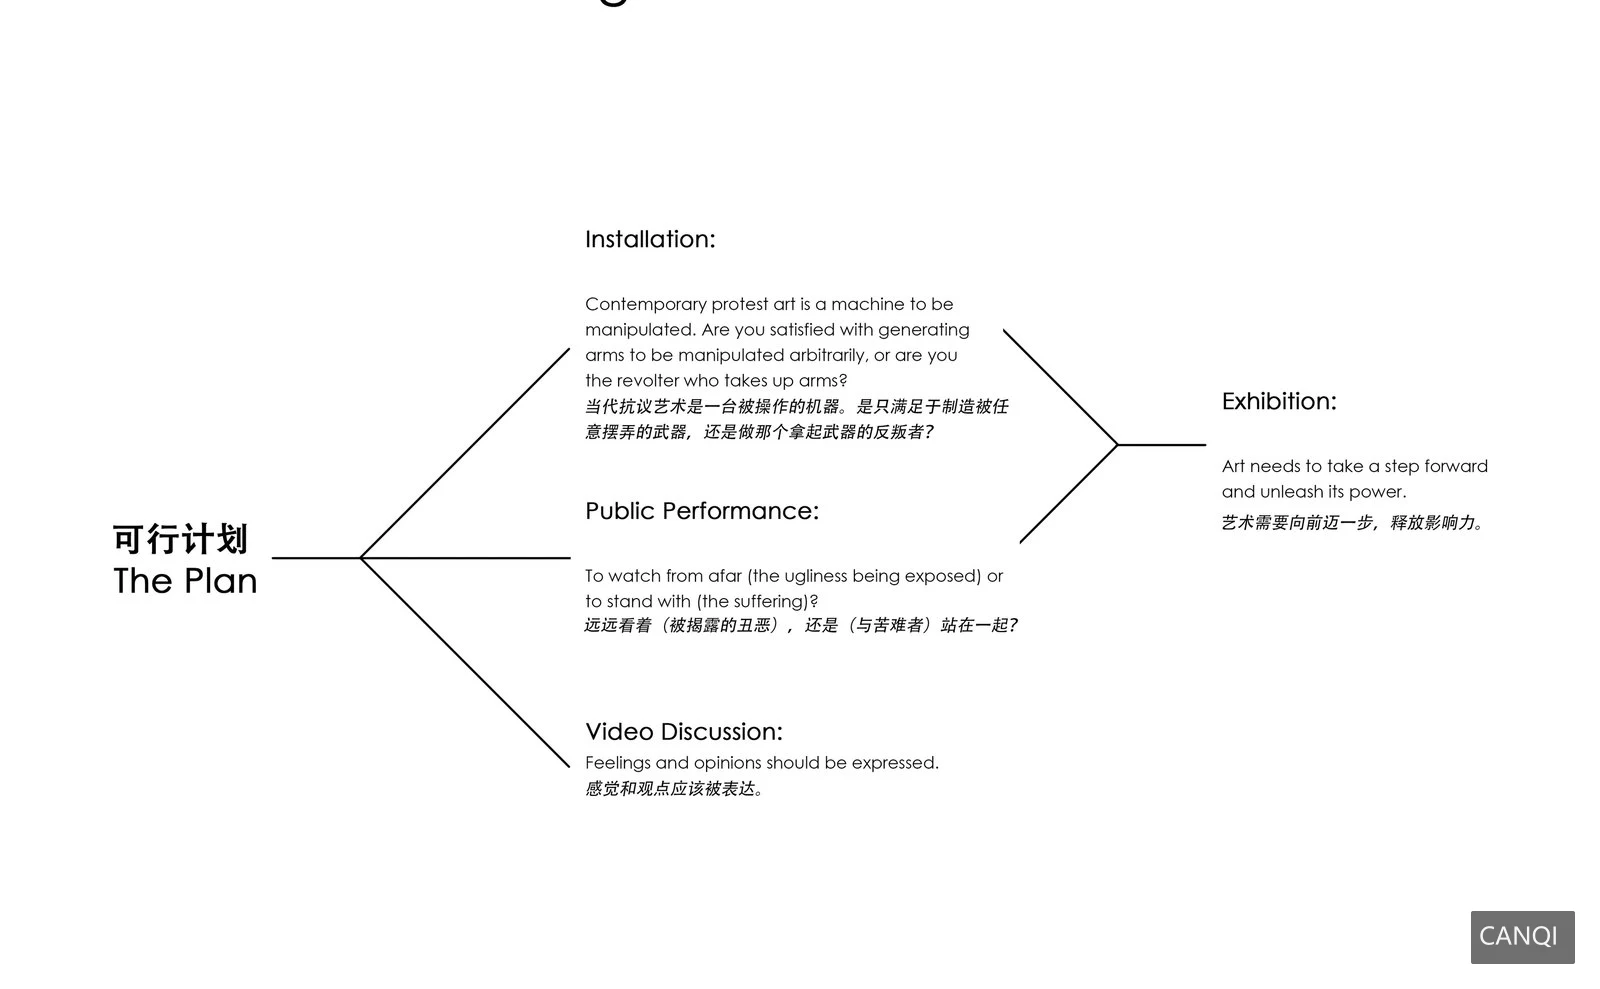 可行计划
The Plan
Installation:
Contemporary protest art is a machine to be
manipulated. Are you satisfied with generating
arms to be manipulated arbitrarily, or are you
the revolter who takes up arms?
当代抗议艺术是一台被操作的机器。是只满足于制造被任
意摆弄的武器，还是做那个拿起武器的反叛者？
Public Performance:
To watch from afar (the ugliness being exposed) or
to stand with (the suffering)?
远远看着（被揭露的丑恶），还是（与苦难者）站在一起？
Video Discussion:
Feelings and opinions should be expressed.
感觉和观点应该被表达。
Exhibition:
Art needs to take a step forward
and unleash its power.
艺术需要向前迈一步，释放影响力。
CANQI